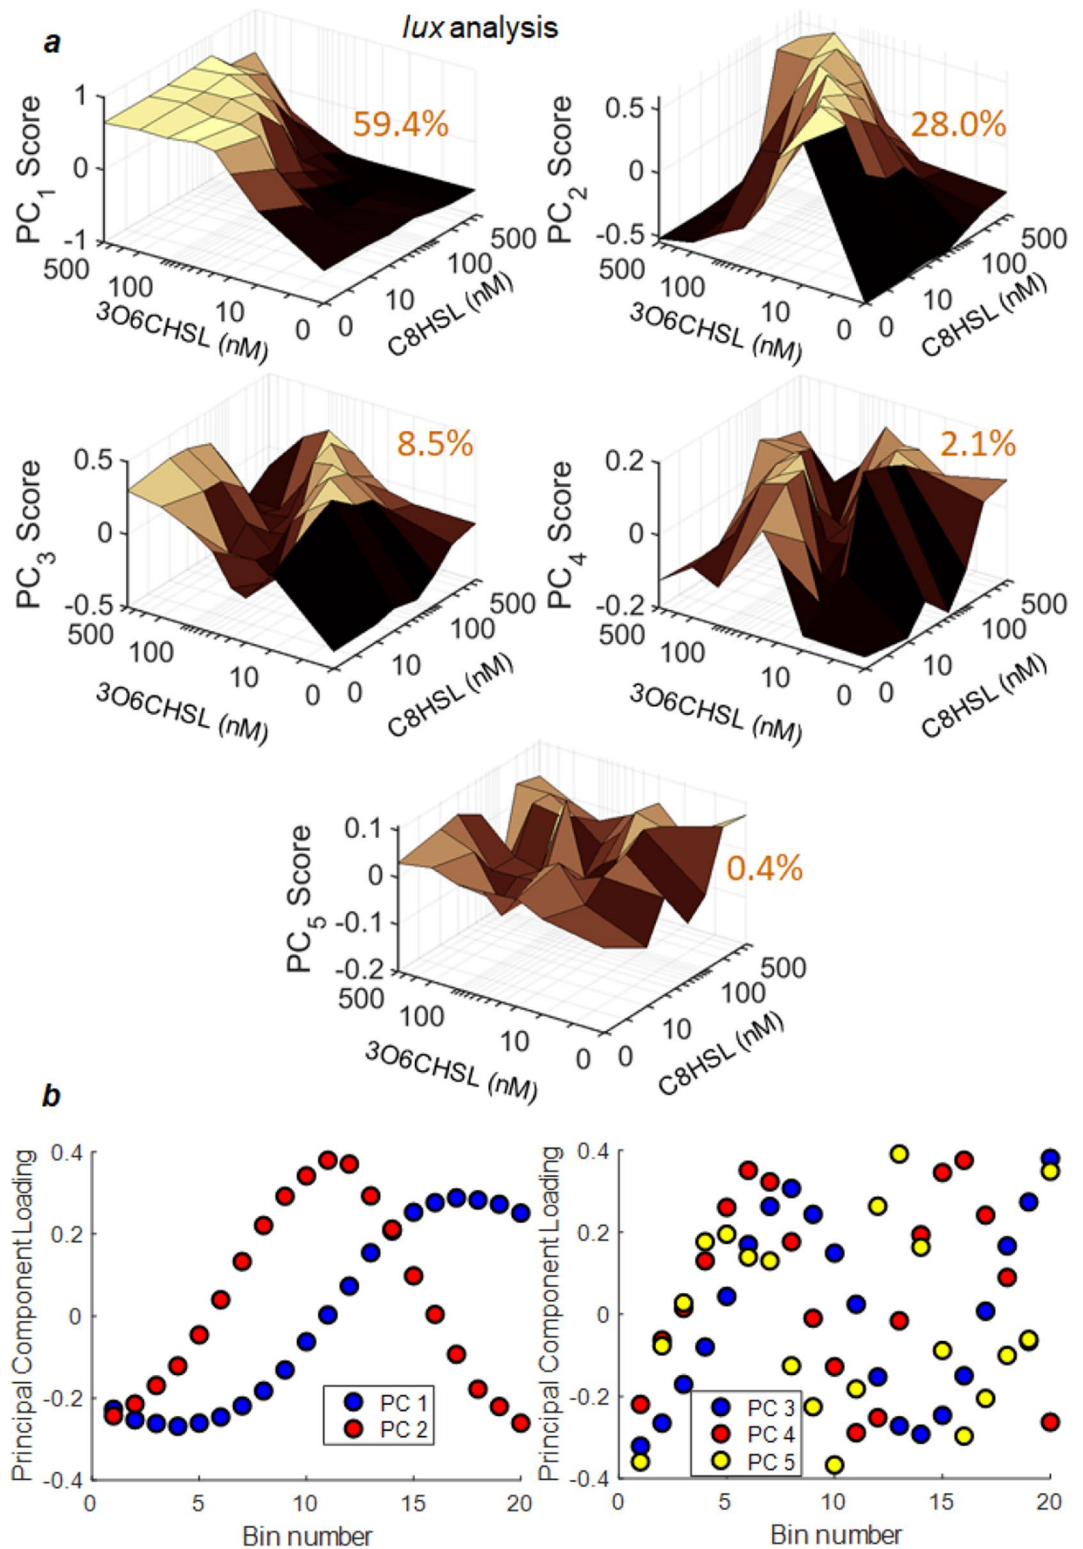 a
lux analysis
59.4%
PC1 Score
1
0
-1
500
100
10
0
3O6CHSL (nM)
0
10
100
500
C8HSL (nM)
28.0%
PC2 Score
0.5
0
-0.5
500
100
10
0
3O6CHSL (nM)
0
10
100
500
C8HSL (nM)
8.5%
PC3 Score
0.5
0
-0.5
500
100
10
0
3O6CHSL (nM)
0
10
100
500
C8HSL (nM)
2.1%
PC4 Score
0.2
0
-0.2
500
100
10
0
3O6CHSL (nM)
0
10
100
500
C8HSL (nM)
0.4%
PC5 Score
0.1
0
-0.1
-0.2
500
100
10
0
3O6CHSL (nM)
0
10
100
500
C8HSL (nM)
b
Principal Component Loading
0.4
0.2
0
-0.2
-0.4
PC 1
PC 2
0 5 10 15 20
Bin number
Principal Component Loading
0.4
0.2
0
-0.2
-0.4
PC 3
PC 4
PC 5
0 5 10 15 20
Bin number